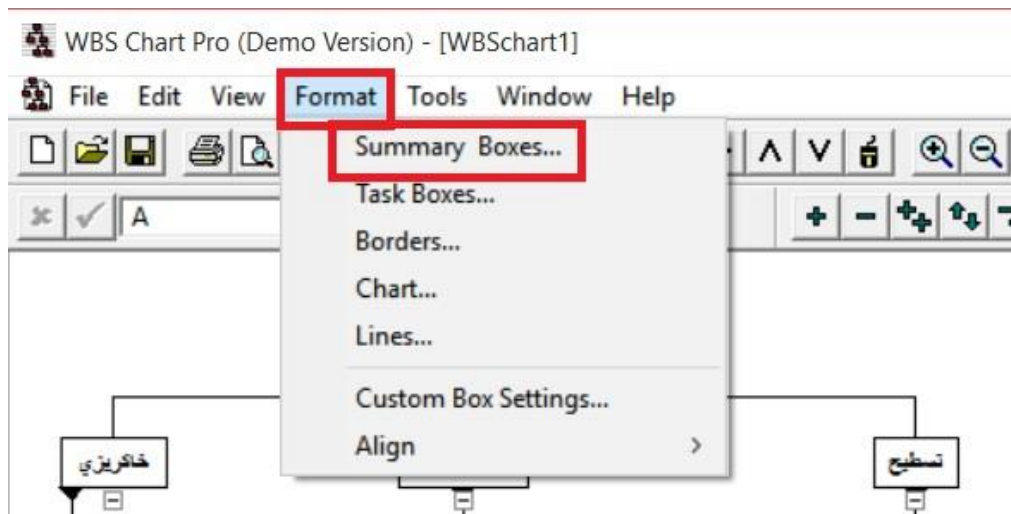 WBS Chart Pro (Demo Version) - [WBSchart1]
File Edit View Format Tools Window Help
Summary Boxes...
Task Boxes...
A
Borders...
Chart...
Lines...
Custom Box Settings...
Align
خاكريزي
تسطيح